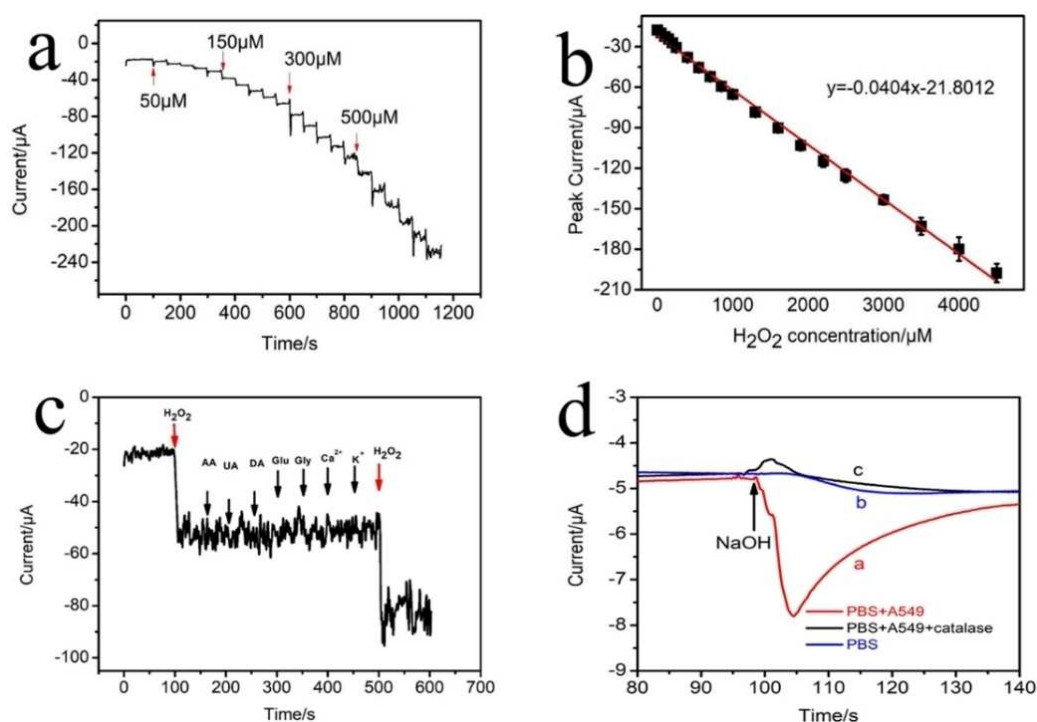 a
0
-40
-80
-120
-160
-200
-240
Current/µA
50µM
150µM
300µM
500µM
0 200 400 600 800 1000 1200
Time/s
b
-30
-60
-90
-120
-150
-180
-210
Peak Current/µA
y=-0.0404x-21.8012
0 1000 2000 3000 4000
H₂O₂ concentration/µM
c
0
-20
-40
-60
-80
-100
Current/µA
H₂O₂
AA UA DA Glu Gly Ca²⁺ K⁺ H₂O₂
0 100 200 300 400 500 600 700
Time/s
d
-3
-4
-5
-6
-7
-8
-9
Current/µA
NaOH
c
b
a
PBS+A549
PBS+A549+catalase
PBS
80 90 100 110 120 130 140
Time/s